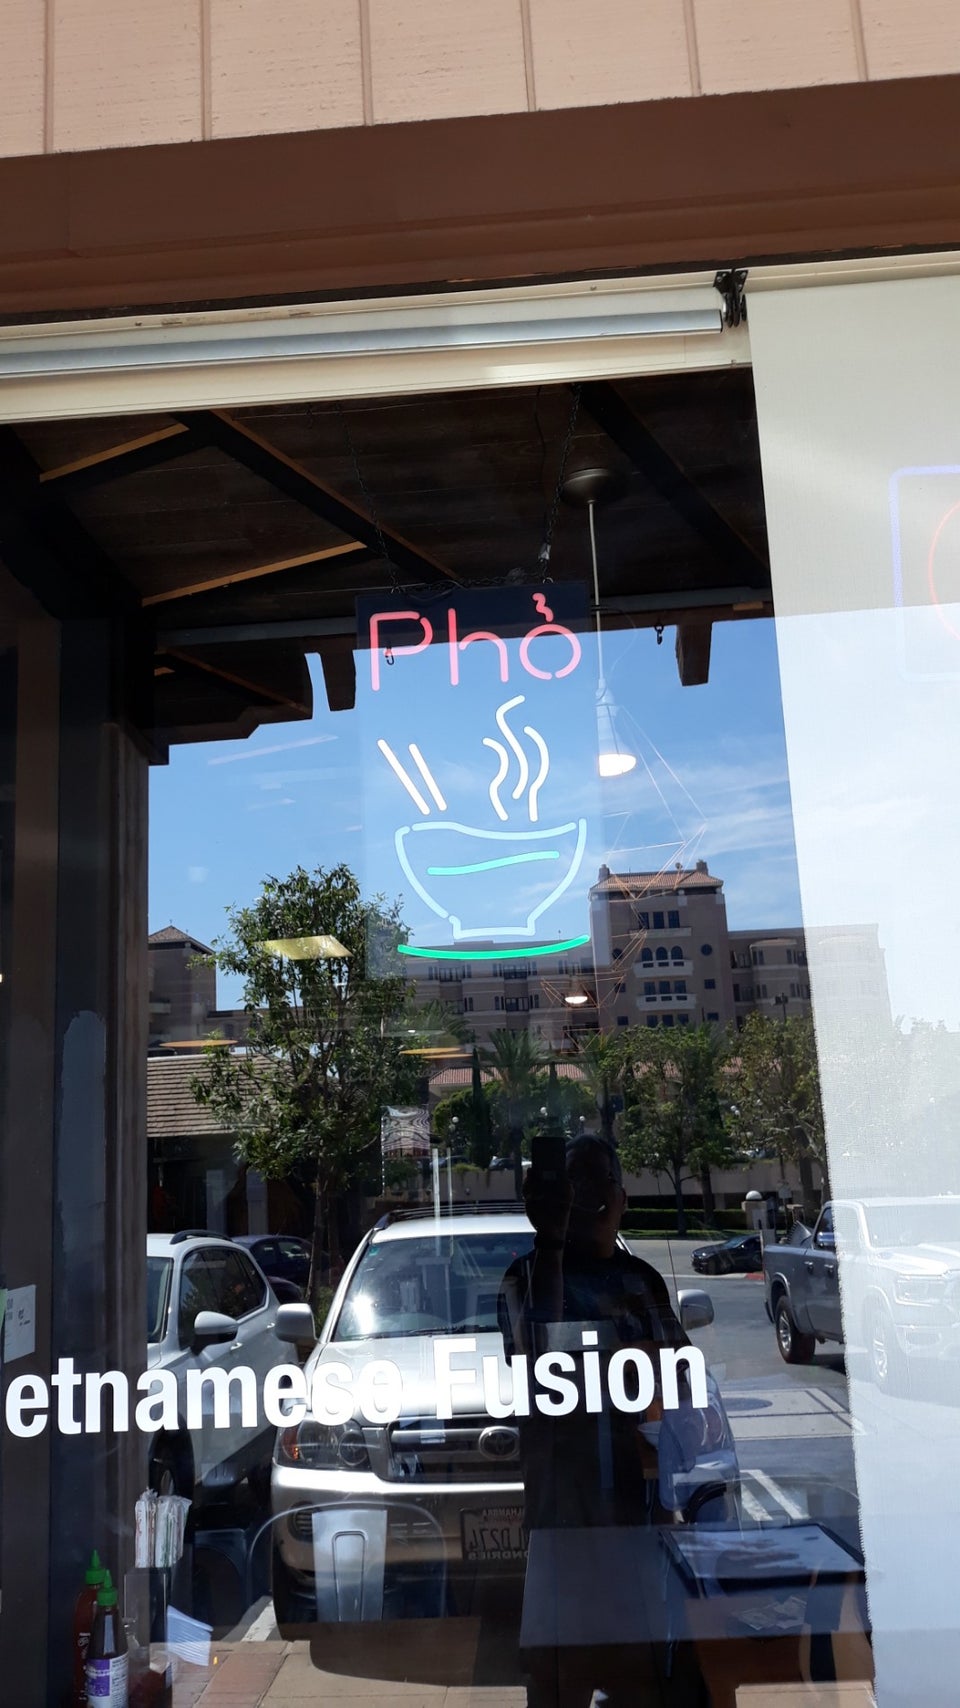 Phở
etnamese Fusion